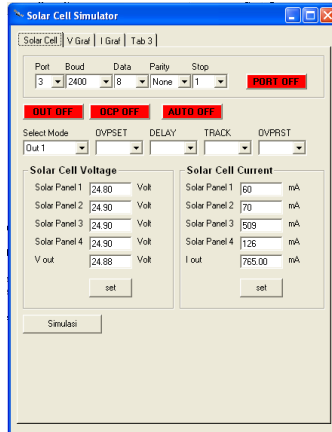 Solar Cell Simulator
Solar Cell V Graf I Graf Tab 3
Port Boud Data Parity Stop
3 2400 8 None 1 PORT OFF
OUT OFF OCP OFF AUTO OFF
Select Mode OVPSET DELAY TRACK OVPRST
Out 1
Solar Cell Voltage Solar Cell Current
Solar Panel 1 24.80 Volt Solar Panel 1 60 mA
Solar Panel 2 24.90 Volt Solar Panel 2 70 mA
Solar Panel 3 24.90 Volt Solar Panel 3 509 mA
Solar Panel 4 24.90 Volt Solar Panel 4 126 mA
V out 24.88 Volt I out 765.00 mA
set set
Simulasi